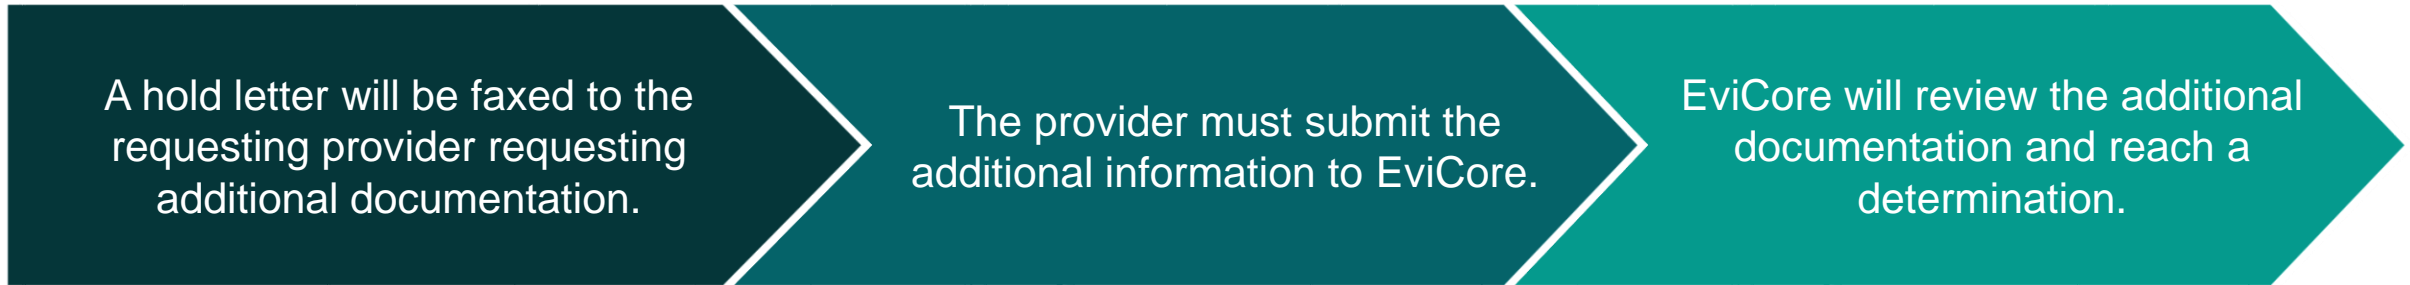 A hold letter will be faxed to the
requesting provider requesting
additional documentation.
The provider must submit the
additional information to EviCore.
EviCore will review the additional
documentation and reach a
determination.